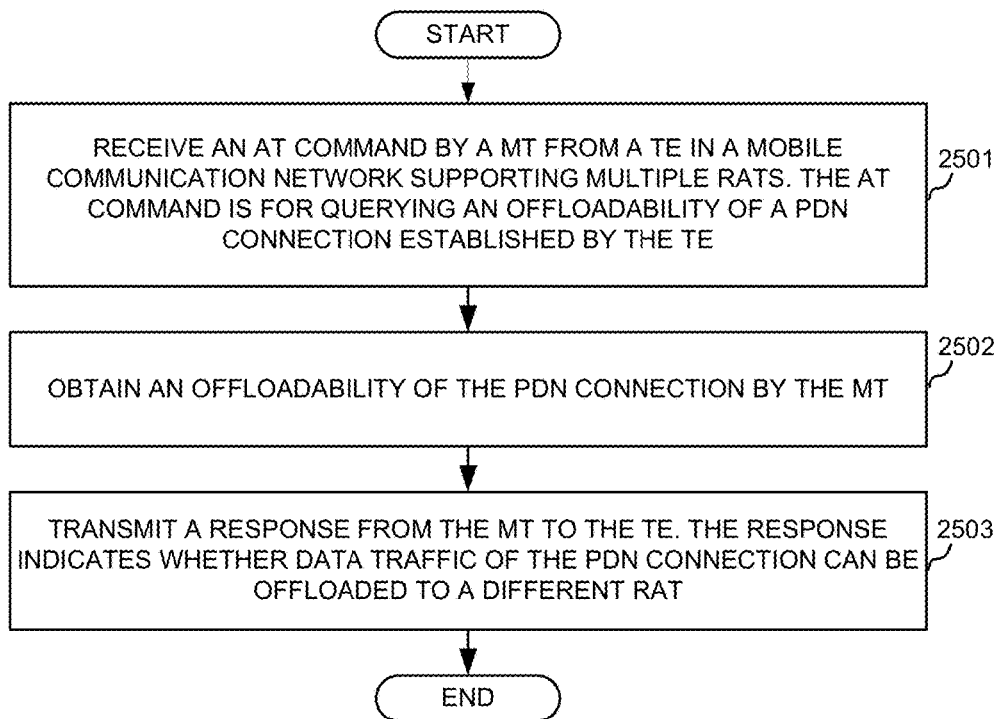 START
RECEIVE AN AT COMMAND BY A MT FROM A TE IN A MOBILE
COMMUNICATION NETWORK SUPPORTING MULTIPLE RATS. THE AT
COMMAND IS FOR QUERYING AN OFFLOADABILITY OF A PDN
CONNECTION ESTABLISHED BY THE TE
2501
OBTAIN AN OFFLOADABILITY OF THE PDN CONNECTION BY THE MT
2502
TRANSMIT A RESPONSE FROM THE MT TO THE TE. THE RESPONSE
INDICATES WHETHER DATA TRAFFIC OF THE PDN CONNECTION CAN BE
OFFLOADED TO A DIFFERENT RAT
2503
END